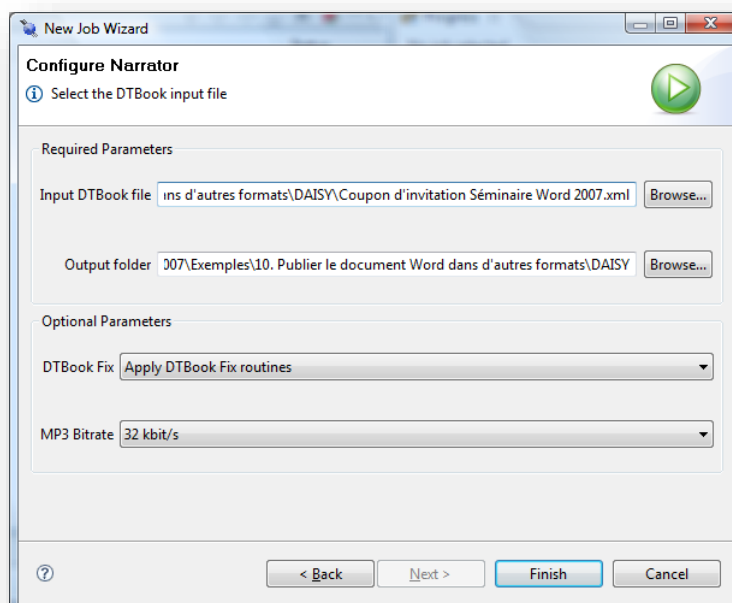 New Job Wizard
Configure Narrator
Select the DTBook input file
Required Parameters
Input DTBook file ns d'autres formats\DAISY\Coupon d'invitation Séminaire Word 2007.xml Browse...
Output folder 007\Exemples\10. Publier le document Word dans d'autres formats\DAISY Browse...
Optional Parameters
DTBook Fix Apply DTBook Fix routines
MP3 Bitrate 32 kbit/s
< Back Next > Finish Cancel